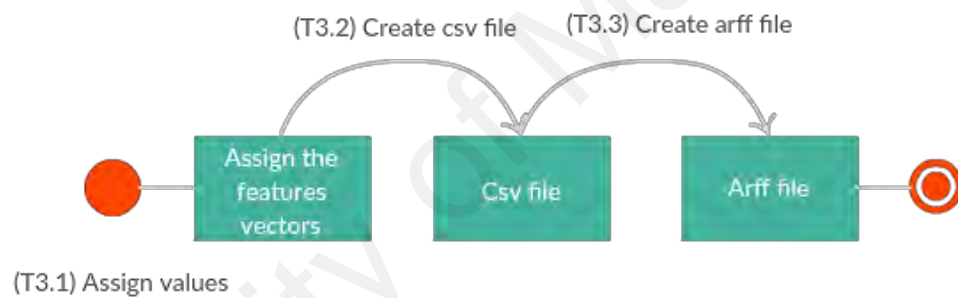 (T3.2) Create csv file
(T3.3) Create arff file
Assign the
features
vectors
Csv file
Arff file
(T3.1) Assign values